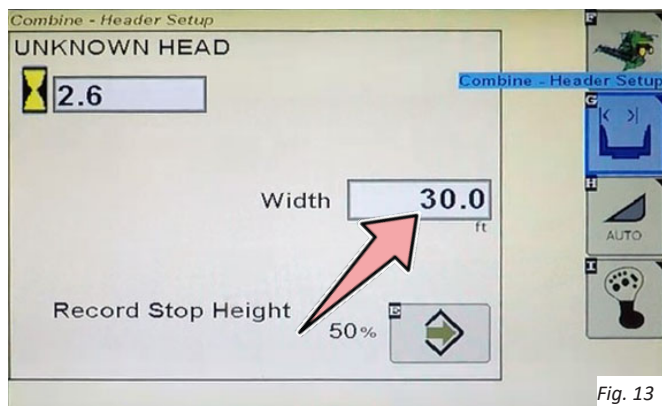 Combine - Header Setup
UNKNOWN HEAD
2.6
Combine - Header Setup
Width 30.0
ft
Record Stop Height
50%
F
G
H
AUTO
I
E
Fig. 13